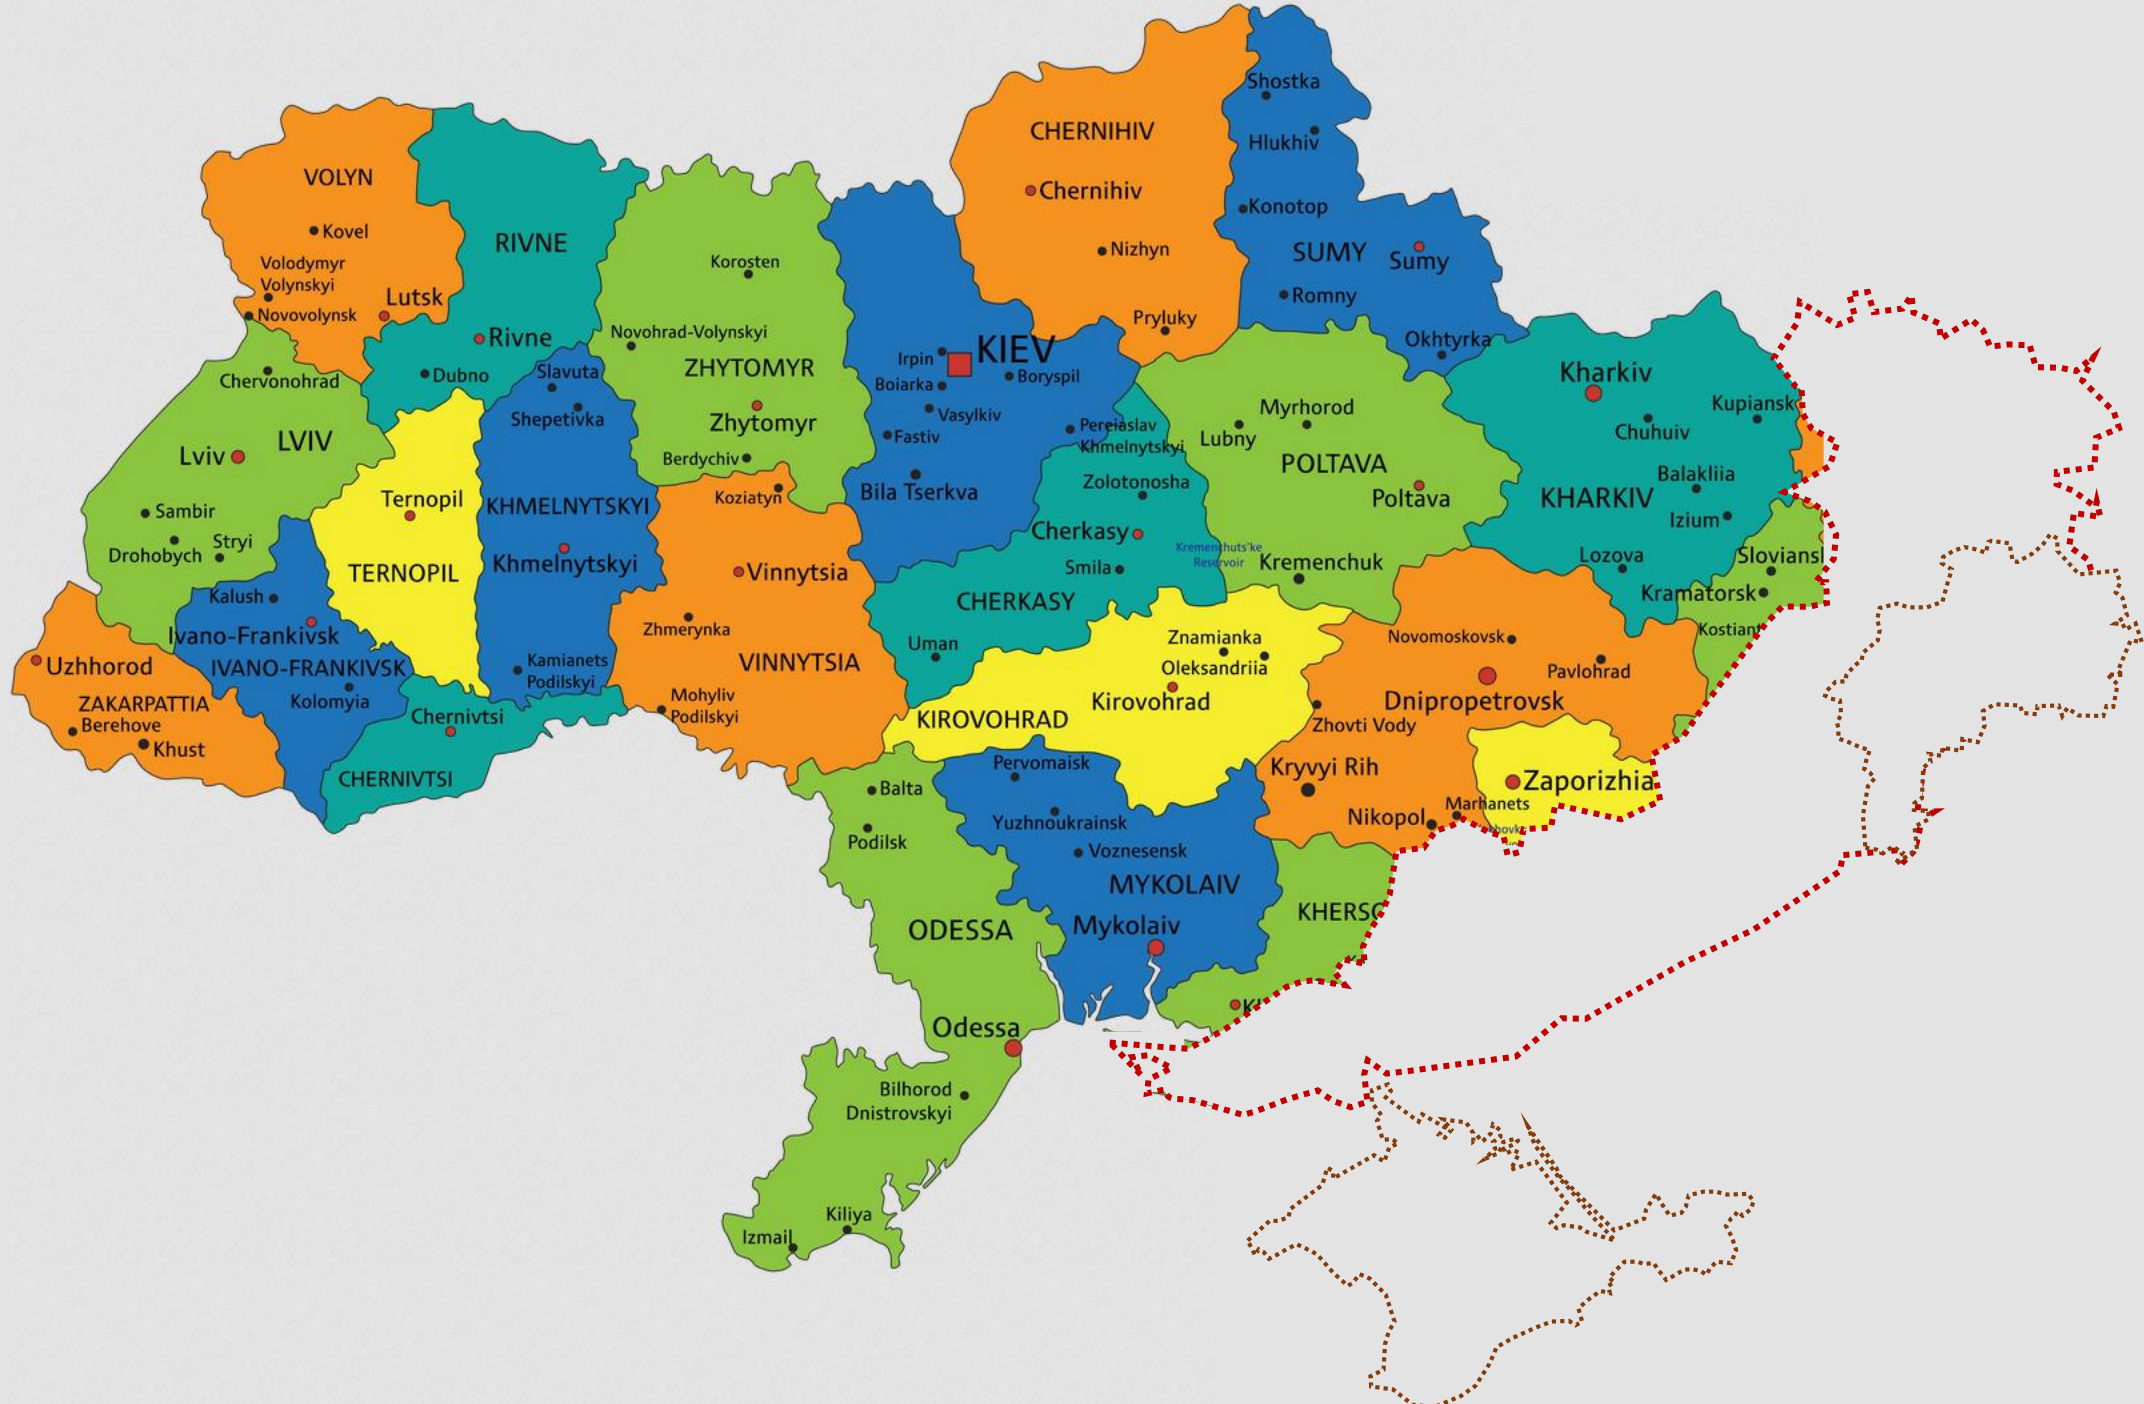 Shostka
CHERNIHIV
Hlukhiv
VOLYN
Chernihiv
Konotop
Kovel
RIVNE
Nizhyn
SUMY
Sumy
Korosten
Volodymyr
Volynskyi
Lutsk
Romny
Novovolynsk
Pryluky
Rivne
Novohrad-Volynskyi
Okhtyrka
KIEV
Irpin
ZHYTOMYR
Kharkiv
Chervonohrad
Dubno
Slavuta
Boiarka
Boryspil
Kupiansk
Shepetivka
Zhytomyr
Vasylkiv
Myrhorod
Lubny
Chuhuiv
Pereiaslav
Khmelnytskyi
Fastiv
LVIV
Lviv
Berdychiv
POLTAVA
Balakliia
Ternopil
Koziatyn
Bila Tserkva
Zolotonosha
Poltava
KHARKIV
KHMELNYTSKYI
Sambir
Izium
Cherkasy
Stryi
Drohobych
Kremenchuts'ke
Reservoir
Lozova
Sloviansl
TERNOPIL
Khmelnytskyi
Vinnytsia
Smila
Kremenchuk
Kalush
CHERKASY
Kramatorsk
Ivano-Frankivsk
Zhmerynka
Uman
Znamianka
Novomoskovsk
Kostiant
Uzhhorod
IVANO-FRANKIVSK
Kamianets
Podilskyi
VINNYTSIA
Oleksandriia
Pavlohrad
ZAKARPATTIA
Kolomyia
Mohyliv
Podilskyi
Kirovohrad
Dnipropetrovsk
Berehove
Chernivtsi
KIROVOHRAD
Zhovti Vody
Khust
CHERNIVTSI
Pervomaisk
Kryvyi Rih
Zaporizhia
Balta
Marhanets
Yuzhnoukrainsk
Nikopol
Podilsk
Voznesensk
MYKOLAIV
KHERSO
ODESSA
Mykolaiv
Odessa
Bilhorod
Dnistrovskyi
Kiliya
Izmail